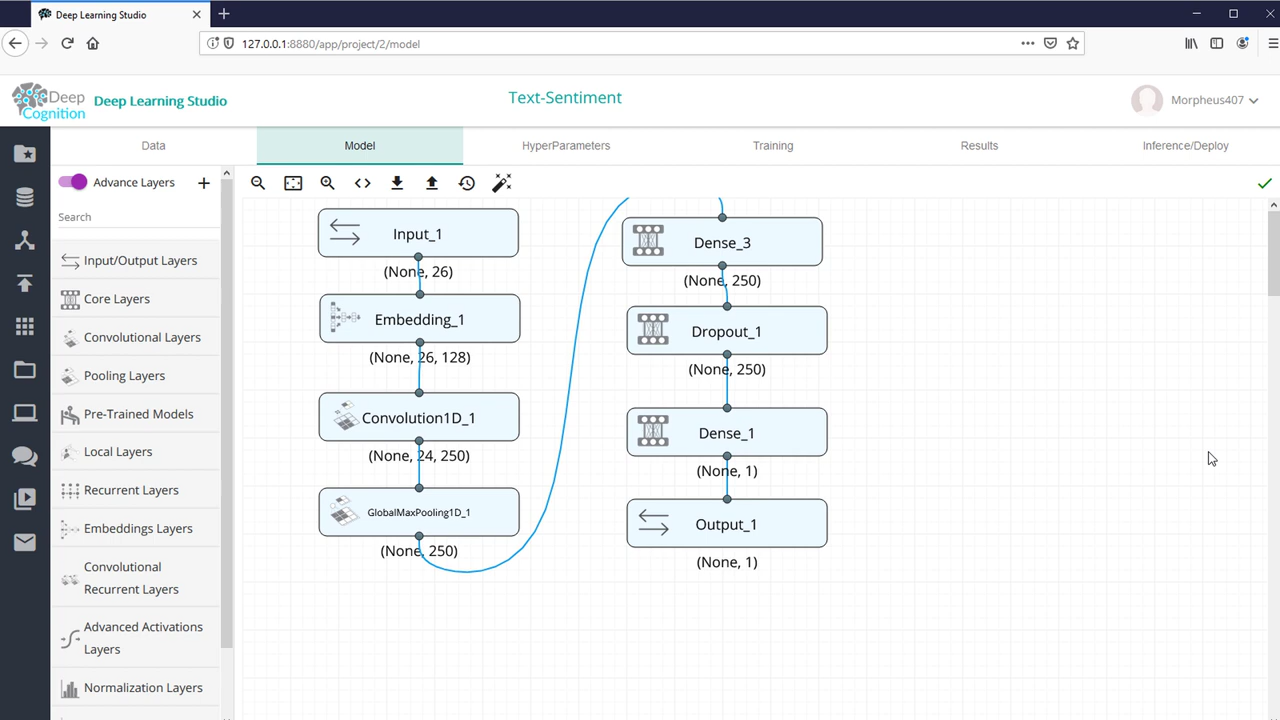 Deep Learning Studio
127.0.0.1:8880/app/project/2/model
Deep
Cognition
Deep Learning Studio
Text-Sentiment
Morpheus407
Data
Model
HyperParameters
Training
Results
Inference/Deploy
Advance Layers
Search
Input/Output Layers
Core Layers
Convolutional Layers
Pooling Layers
Pre-Trained Models
Local Layers
Recurrent Layers
Embeddings Layers
Convolutional
Recurrent Layers
Advanced Activations
Layers
Normalization Layers
Input_1
(None, 26)
Embedding_1
(None, 26, 128)
Convolution1D_1
(None, 24, 250)
GlobalMaxPooling1D_1
(None, 250)
Dense_3
(None, 250)
Dropout_1
(None, 250)
Dense_1
(None, 1)
Output_1
(None, 1)